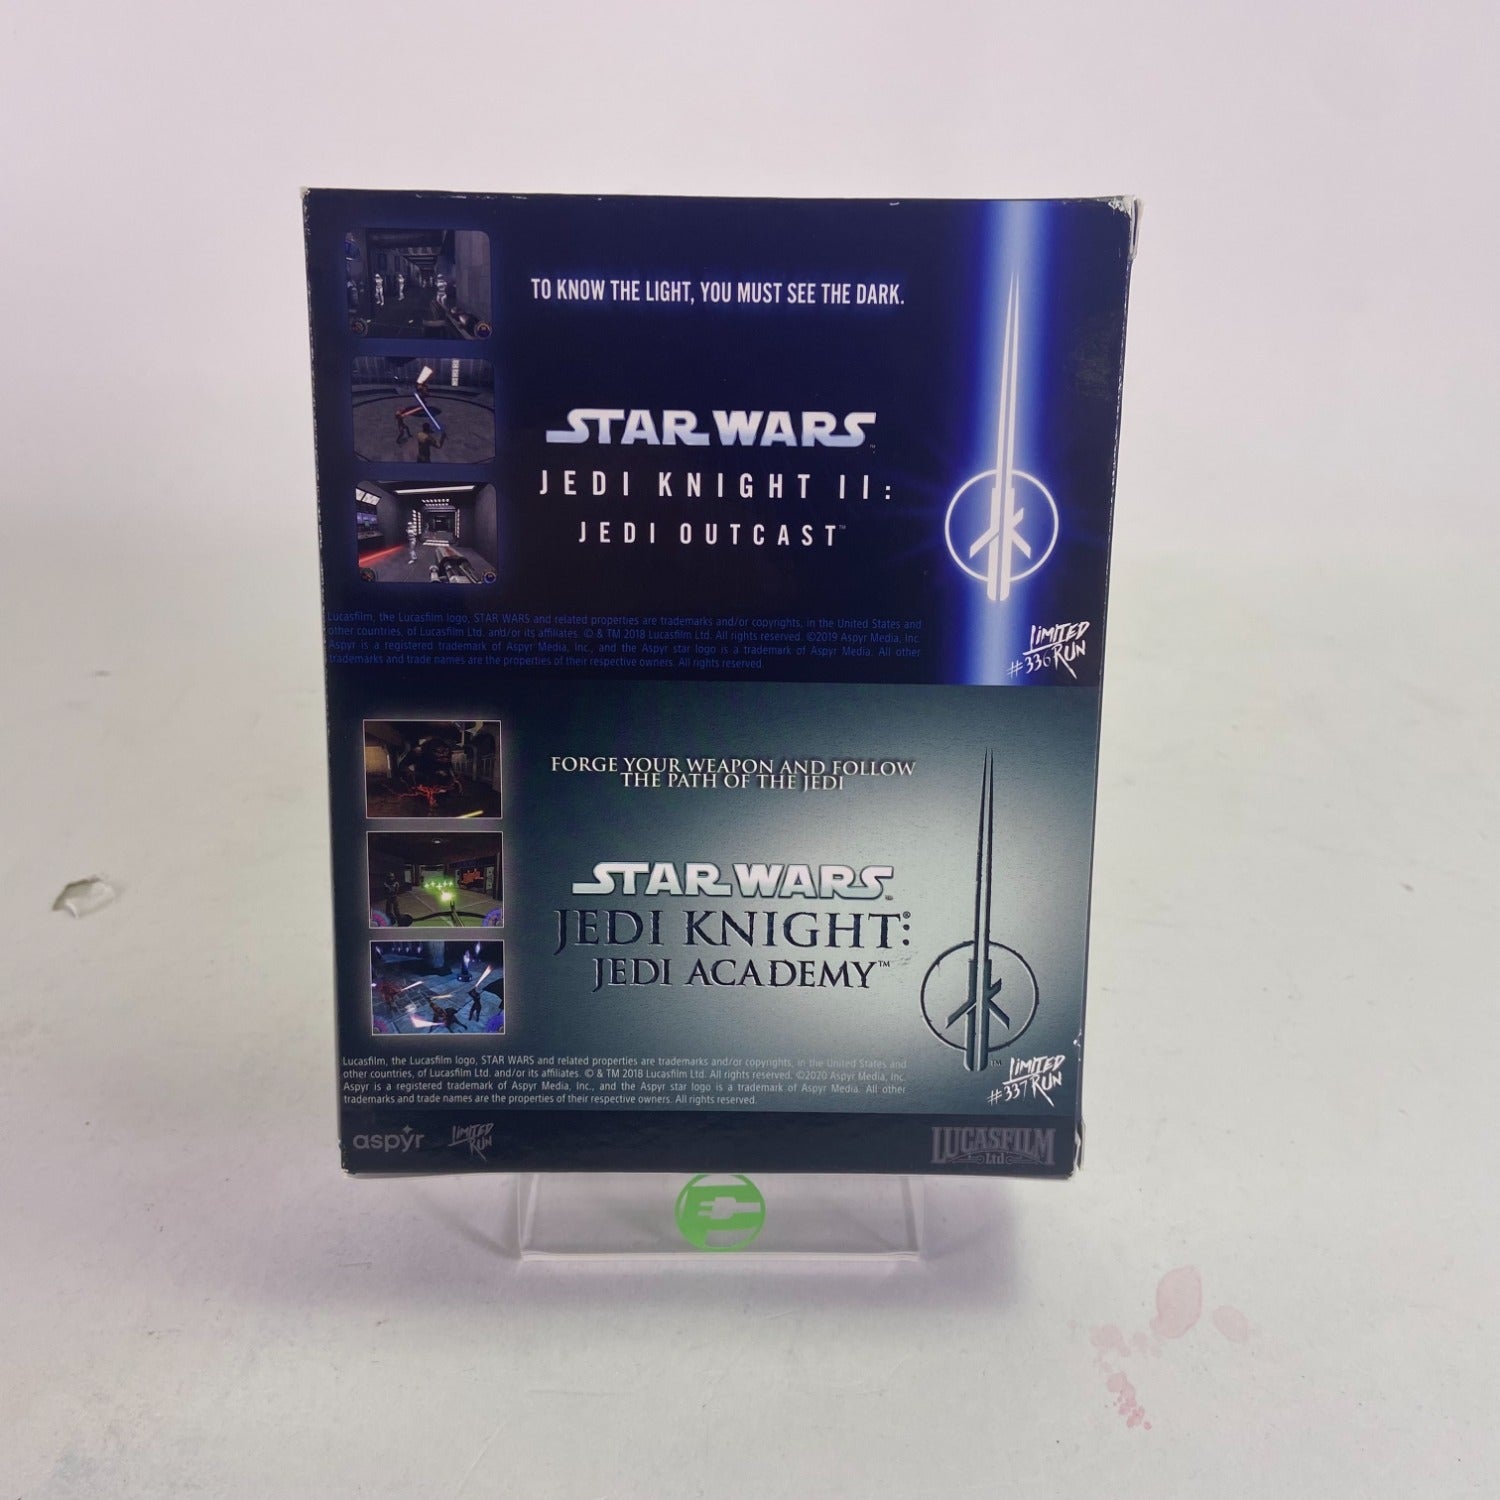 TO KNOW THE LIGHT, YOU MUST SEE THE DARK.
STAR WARS™
JEDI KNIGHT II:
JEDI OUTCAST™
Lucasfilm, the Lucasfilm logo, STAR WARS and related properties are trademarks and/or copyrights, in the United States and
other countries, of Lucasfilm Ltd. and/or its affiliates. © & TM 2018 Lucasfilm Ltd. All rights reserved. ©2019 Aspyr Media, Inc.
Aspyr is a registered trademark of Aspyr Media, Inc., and the Aspyr star logo is a trademark of Aspyr Media. All other
trademarks and trade names are the properties of their respective owners. All rights reserved.
LIMITED
#336 RUN
FORGE YOUR WEAPON AND FOLLOW
THE PATH OF THE JEDI
STAR WARS™
JEDI KNIGHT®:
JEDI ACADEMY™
TM
Lucasfilm, the Lucasfilm logo, STAR WARS and related properties are trademarks and/or copyrights, in the United States and
other countries, of Lucasfilm Ltd. and/or its affiliates. © & TM 2018 Lucasfilm Ltd. All rights reserved. ©2020 Aspyr Media, Inc.
Aspyr is a registered trademark of Aspyr Media, Inc., and the Aspyr star logo is a trademark of Aspyr Media. All other
trademarks and trade names are the properties of their respective owners. All rights reserved.
LIMITED
#337 RUN
aspyr
LIMITED
RUN
LUCASFILM
Ltd